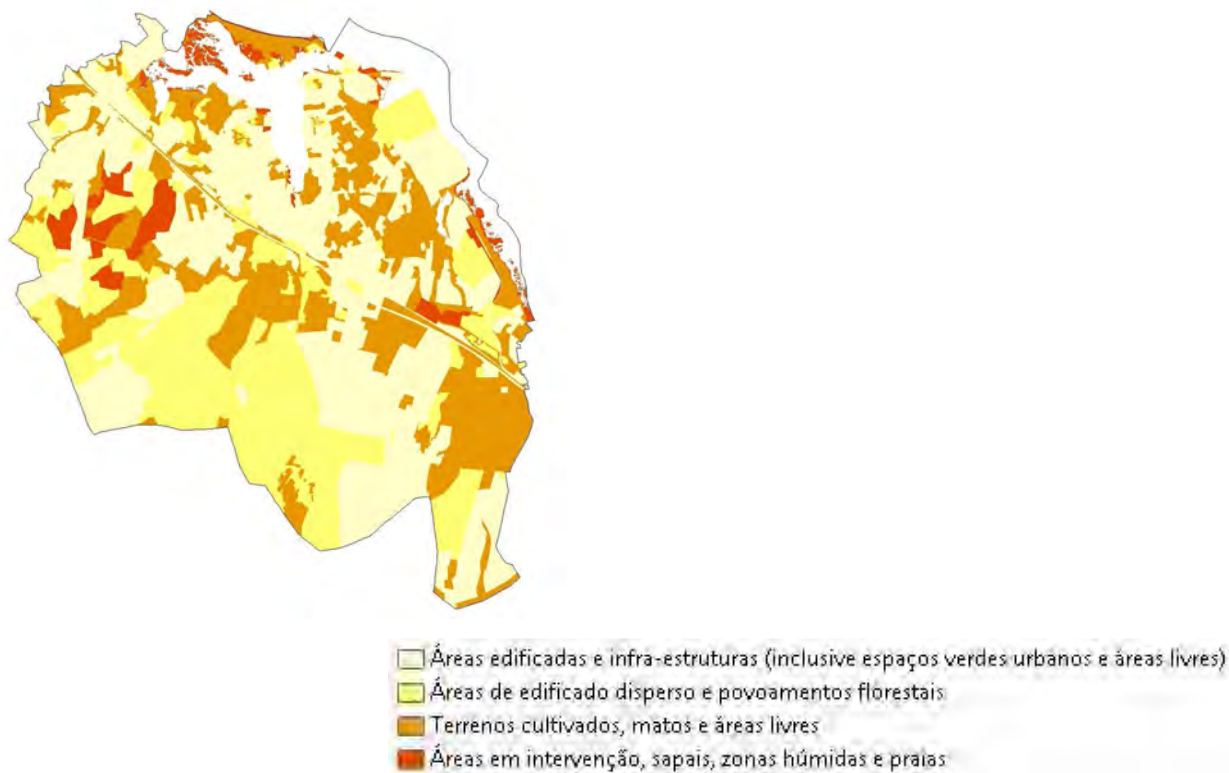 Áreas edificadas e infra-estruturas (inclusive espaços verdes urbanos e áreas livres)
Áreas de edificado disperso e povoamentos florestais
Terrenos cultivados, matos e áreas livres
Áreas em intervenção, sapais, zonas húmidas e praias